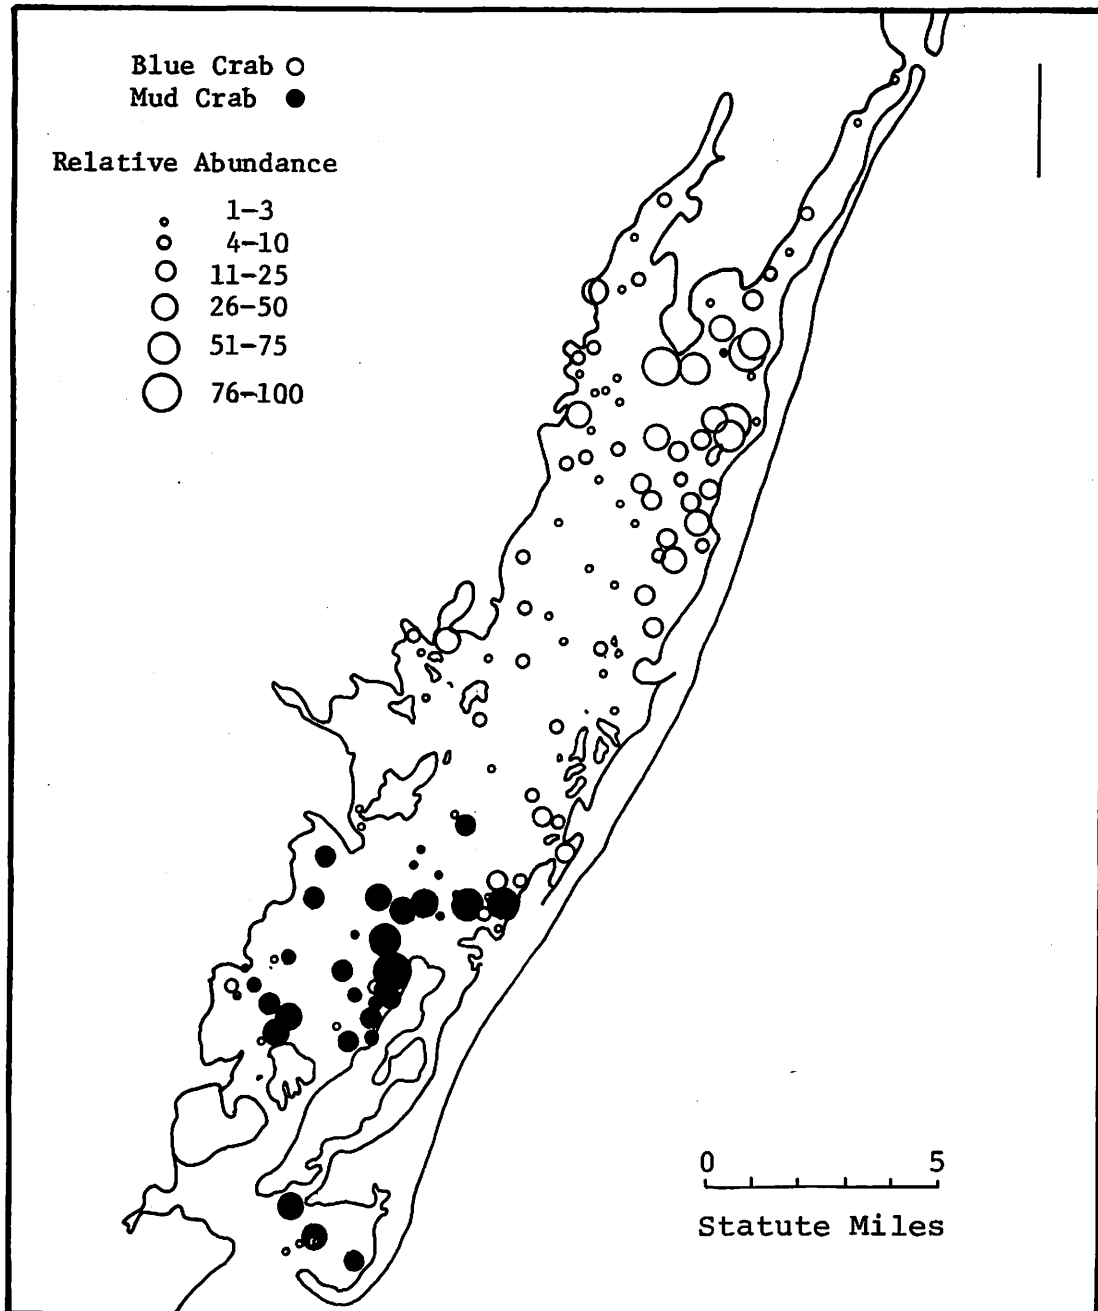 Blue Crab
Mud Crab
Relative Abundance
1-3
4-10
11-25
26-50
51-75
76-100
0 5
Statute Miles